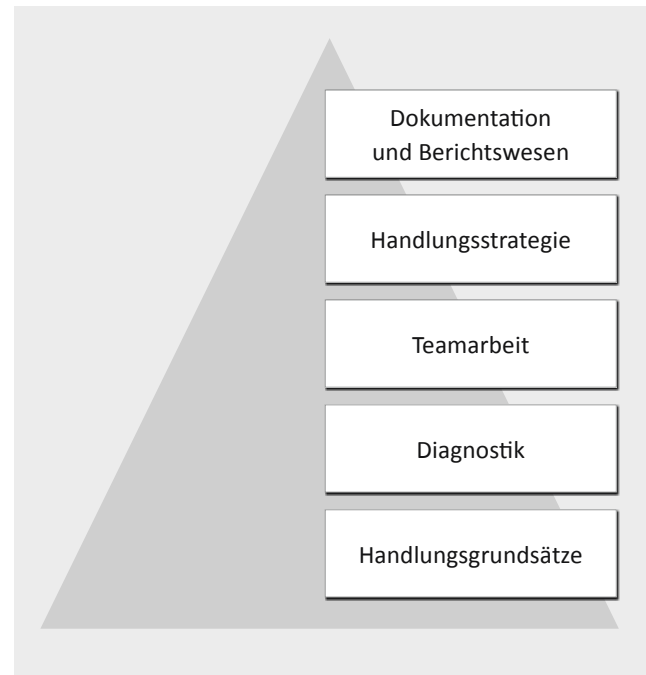 Dokumentation
und Berichtswesen
Handlungsstrategie
Teamarbeit
Diagnostik
Handlungsgrundsätze